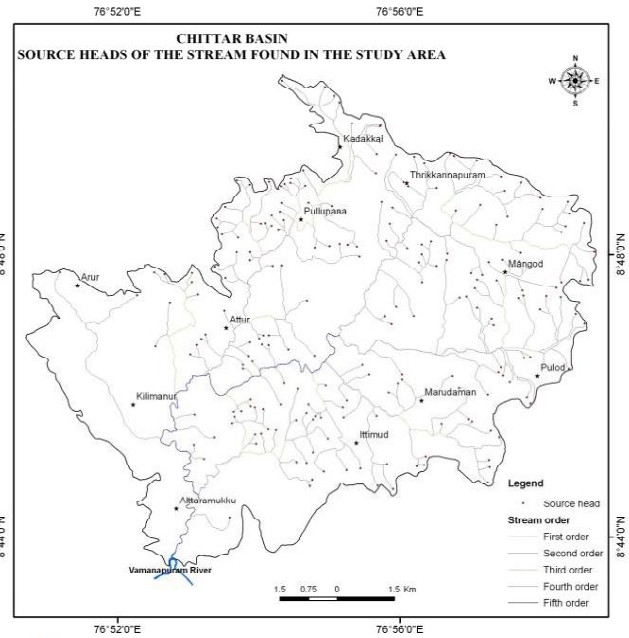 76°52'0"E 76°56'0"E
CHITTAR BASIN
SOURCE HEADS OF THE STREAM FOUND IN THE STUDY AREA
N
W E
S
Kadakkal
Thrikkannapuram
Pullupana
8°48'0"N 8°48'0"N
Mångod
Arur
Attur
Pulod
Kilimanur
Marudaman
Ittimud
Legend
Alttaramukku
Source head
Stream order
First order
8°44'0"N 8°44'0"N
Second order
Third order
Vamanapuram River
Fourth order
1.5 0.75 0 1.5 Km
Fifth order
76°52'0"E 76°56'0"E